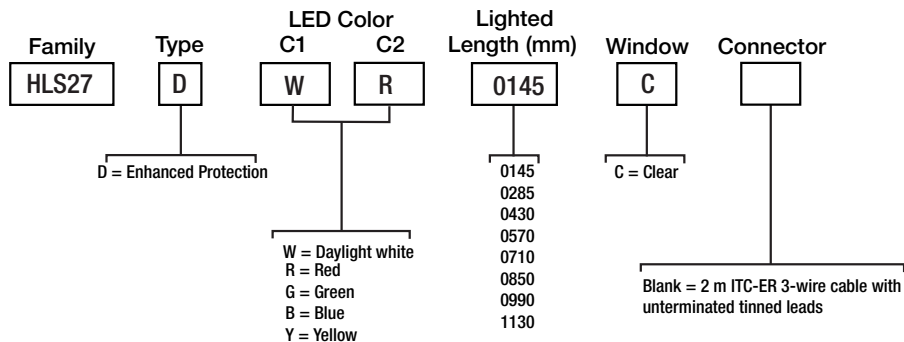 LED Color
Lighted
Family Type C1 C2 Length (mm) Window Connector
HLS27 D W R 0145 C
D = Enhanced Protection
0145
0285
0430
0570
0710
0850
0990
1130
C = Clear
W = Daylight white
R = Red
G = Green
B = Blue
Y = Yellow
Blank = 2 m ITC-ER 3-wire cable with
unterminated tinned leads